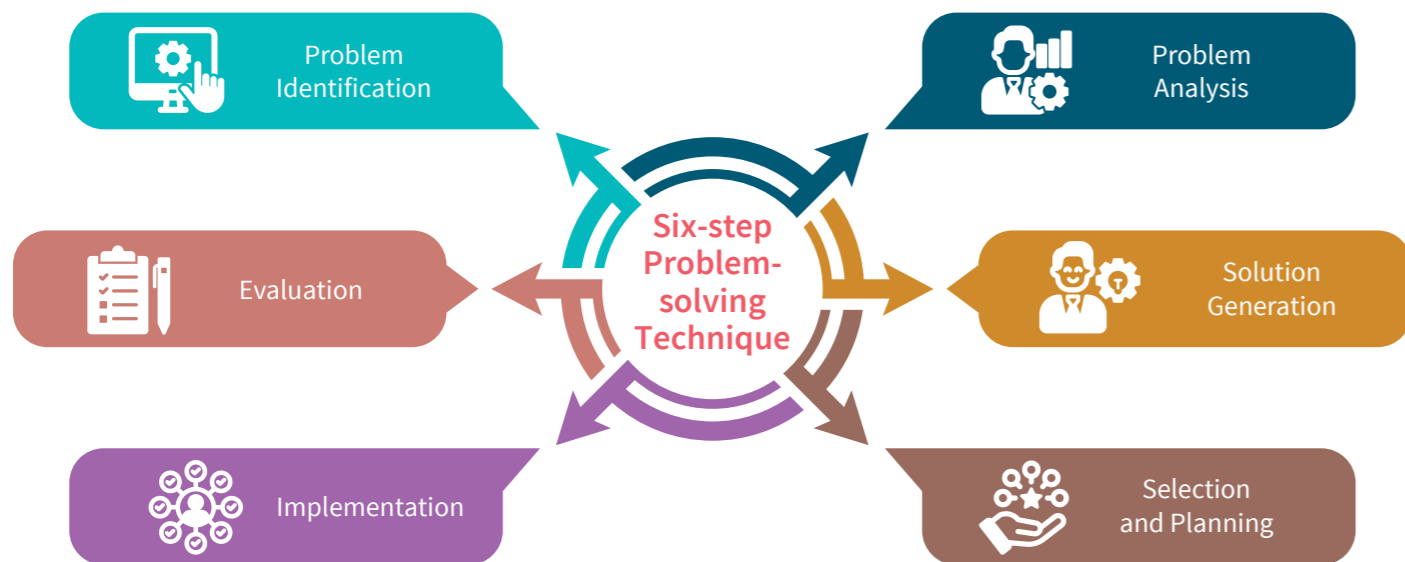 Problem
Identification
Problem
Analysis
Six-step
Problem-
solving
Technique
Evaluation
Solution
Generation
T
Implementation
Selection
and Planning